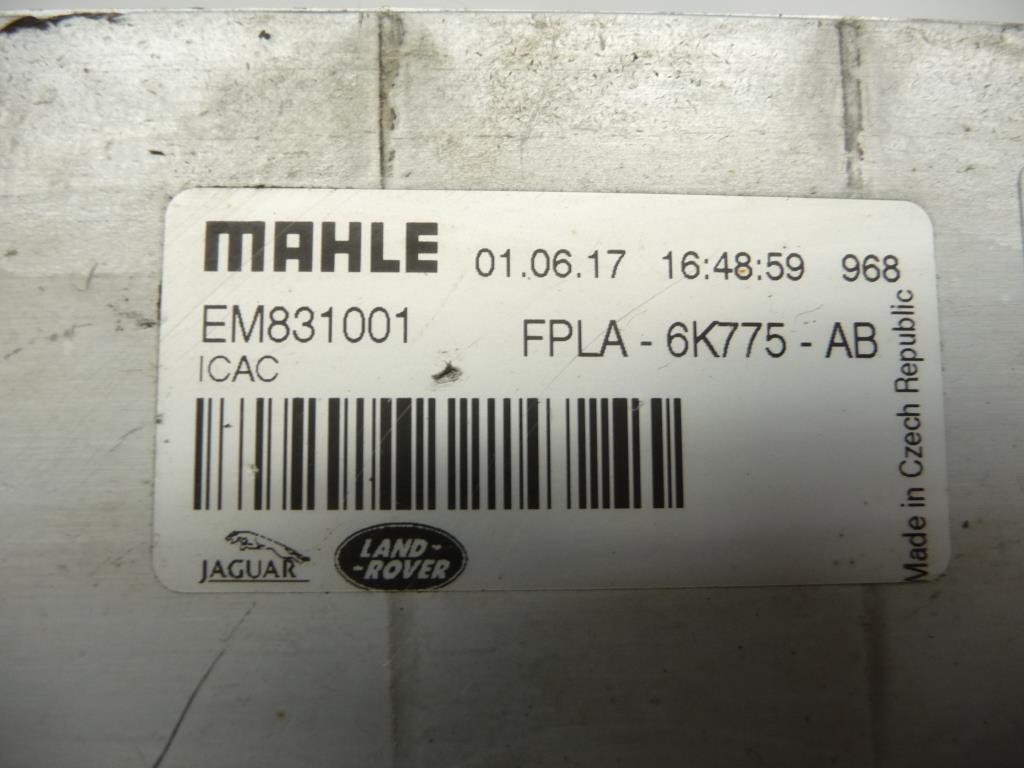 MAHLE 01.06.17 16:48:59 968
EM831001 FPLA - 6K775 - AB
ICAC
Made in Czech Republic
JAGUAR
LAND-
-ROVER